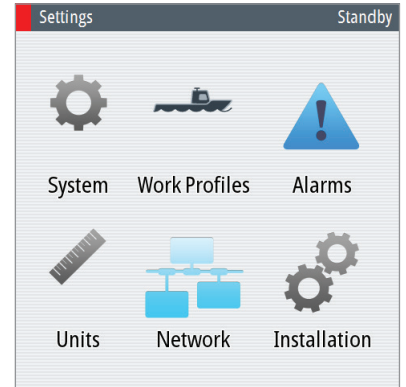 Settings Standby
System Work Profiles Alarms
Units Network Installation